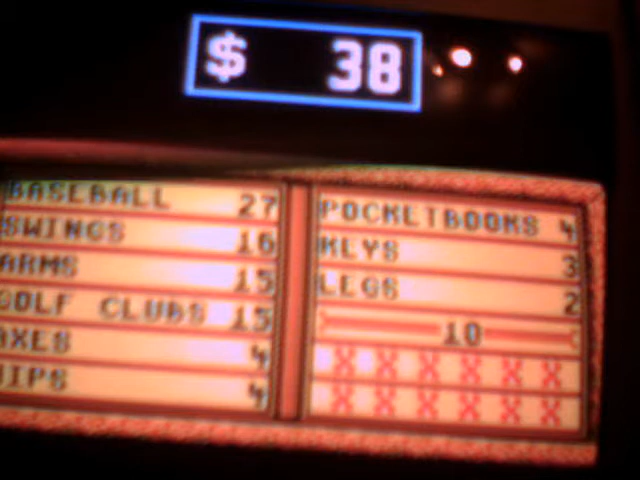 $ 38
BASEBALL 27
SWINGS 16
ARMS 15
GOLF CLUBS 15
AXES 4
HIPS 4
POCKETBOOKS 4
KEYS 3
LEGS 2
10
X X X X X X
X X X X X X